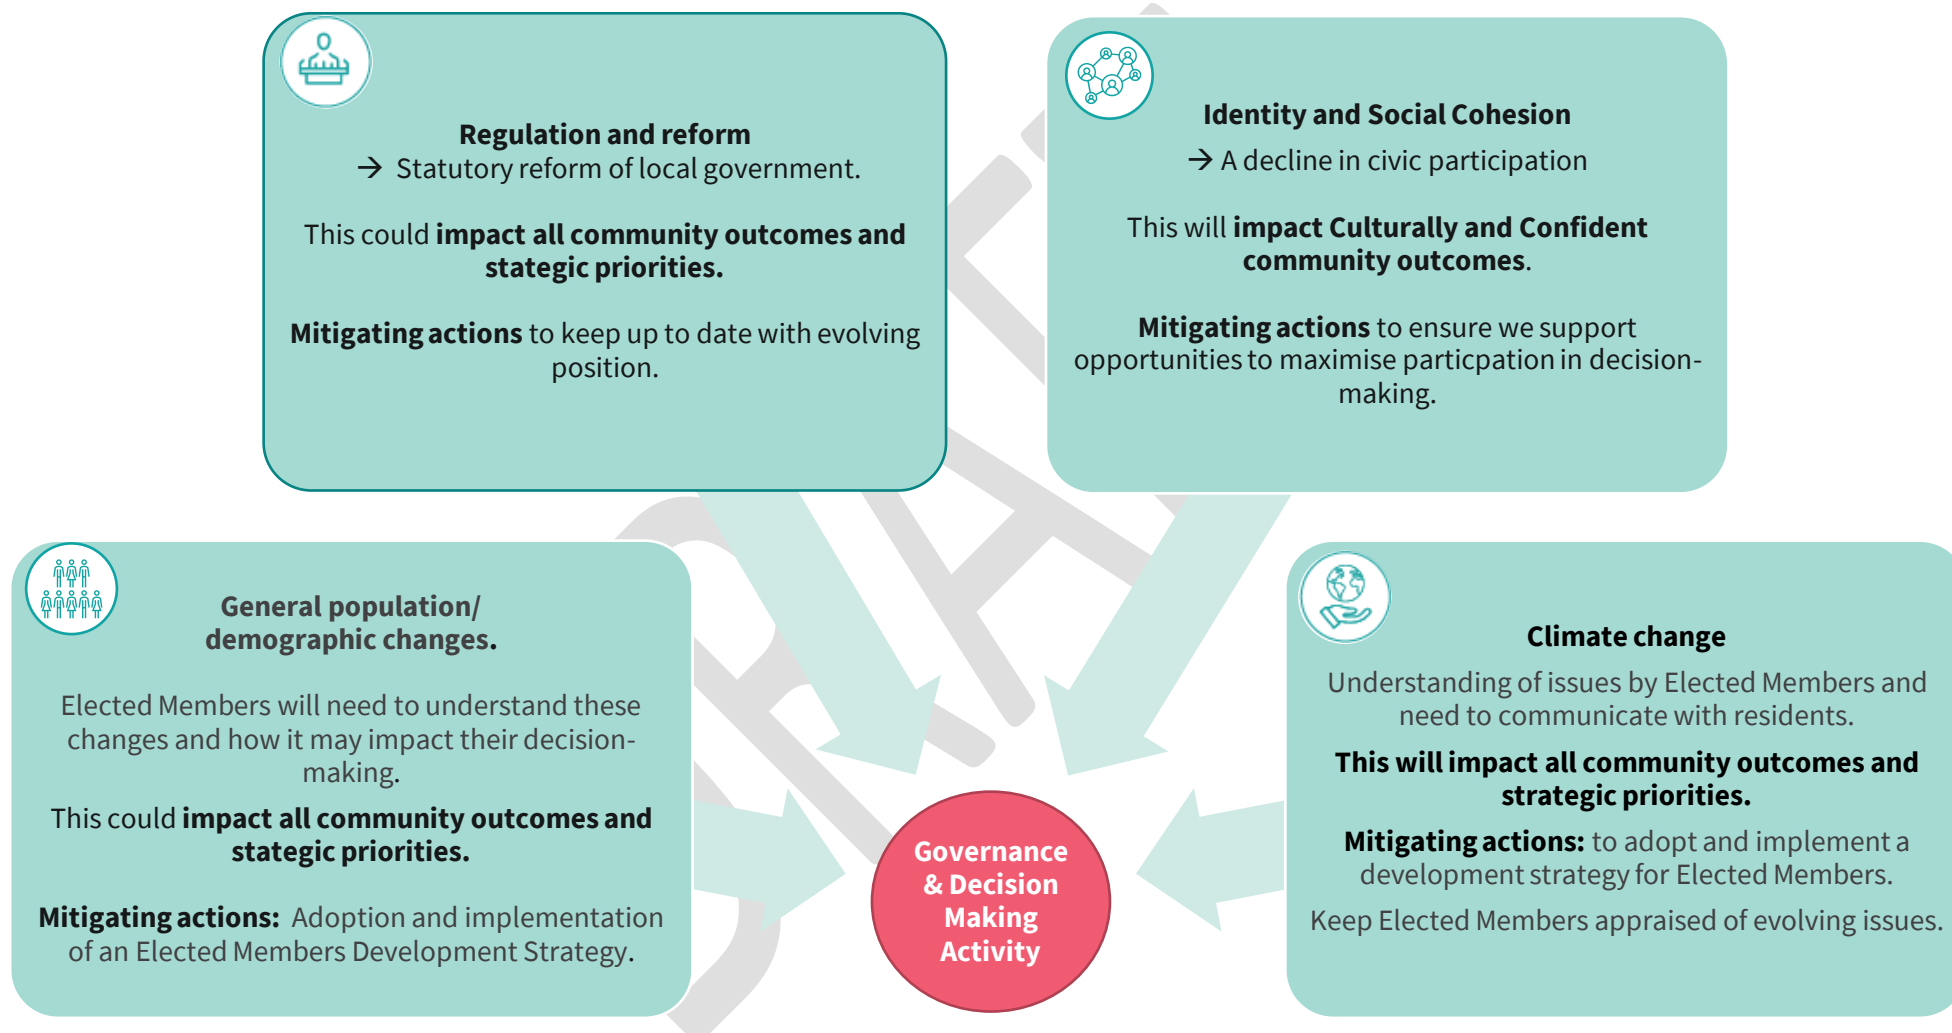 Regulation and reform
→ Statutory reform of local government.
This could impact all community outcomes and
stategic priorities.
Mitigating actions to keep up to date with evolving
position.
Identity and Social Cohesion
→ A decline in civic participation
This will impact Culturally and Confident
community outcomes.
Mitigating actions to ensure we support
opportunities to maximise particpation in decision-
making.
General population/
demographic changes.
Elected Members will need to understand these
changes and how it may impact their decision-
making.
This could impact all community outcomes and
stategic priorities.
Mitigating actions: Adoption and implementation
of an Elected Members Development Strategy.
Climate change
Understanding of issues by Elected Members and
need to communicate with residents.
This will impact all community outcomes and
strategic priorities.
Mitigating actions: to adopt and implement a
development strategy for Elected Members.
Keep Elected Members appraised of evolving issues.
Governance
& Decision
Making
Activity
DRAFT